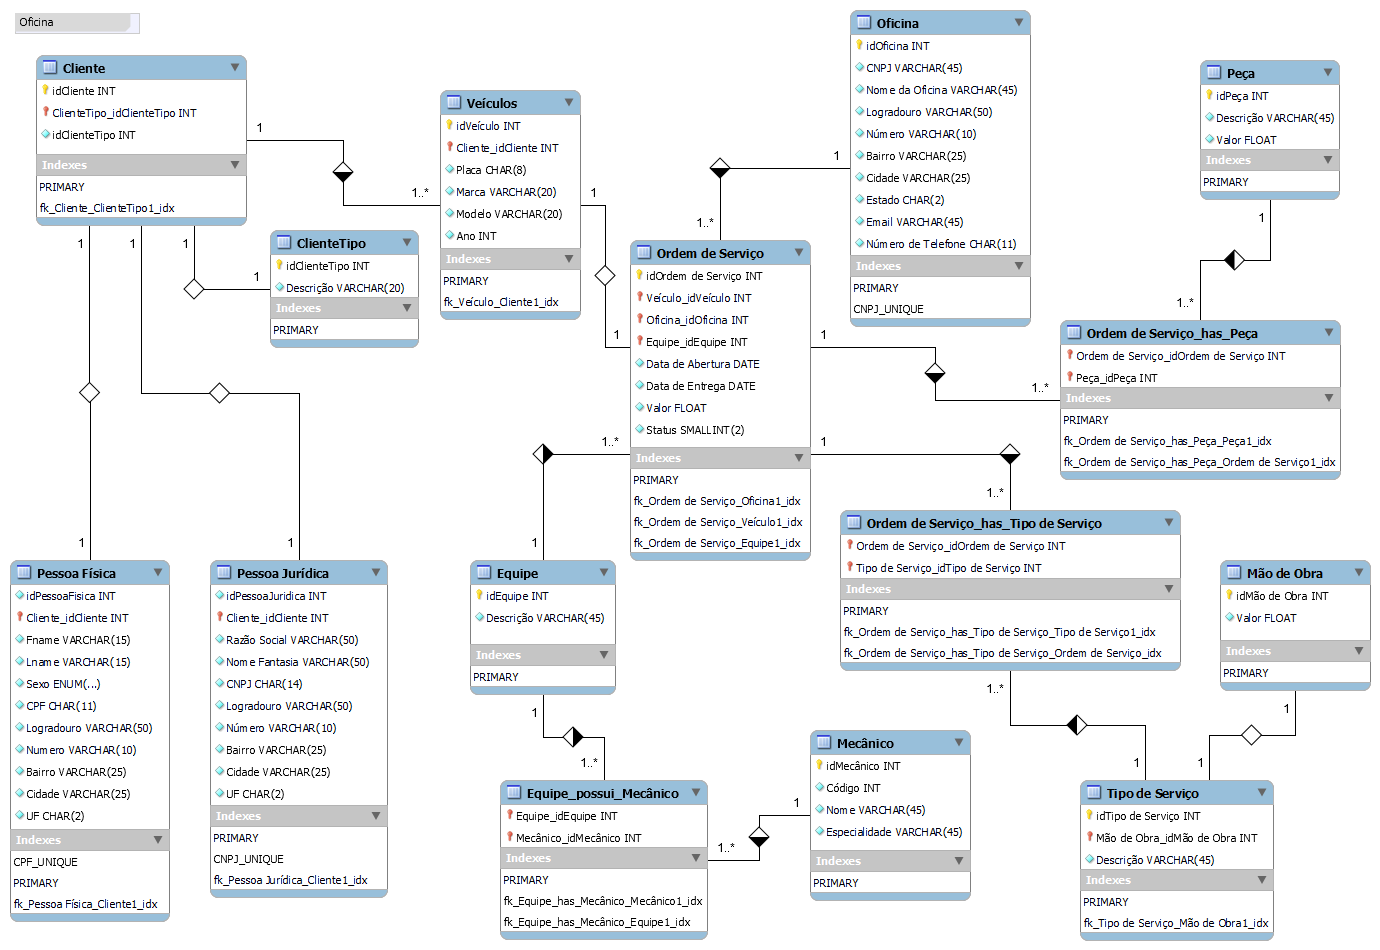 Oficina
Cliente
idCliente INT
ClienteTipo_idClienteTipo INT
idClienteTipo INT
Indexes
PRIMARY
fk_Cliente_ClienteTipo1_idx
1
1..*
1
1
1
1
1
1
ClienteTipo
idClienteTipo INT
Descrição VARCHAR(20)
Indexes
PRIMARY
Veículos
idVeículo INT
Cliente_idCliente INT
Placa CHAR(8)
Marca VARCHAR(20)
Modelo VARCHAR(20)
Ano INT
Indexes
PRIMARY
fk_Veículo_Cliente1_idx
1
1
Oficina
idOficina INT
CNPJ VARCHAR(45)
Nome da Oficina VARCHAR(45)
Logradouro VARCHAR(50)
Número VARCHAR(10)
Bairro VARCHAR(25)
Cidade VARCHAR(25)
Estado CHAR(2)
Email VARCHAR(45)
Número de Telefone CHAR(11)
Indexes
PRIMARY
CNPJ_UNIQUE
1
1..*
Peça
idPeça INT
Descrição VARCHAR(45)
Valor FLOAT
Indexes
PRIMARY
1
1..*
Ordem de Serviço
idOrdem de Serviço INT
Veículo_idVeículo INT
Oficina_idOficina INT
Equipe_idEquipe INT
Data de Abertura DATE
Data de Entrega DATE
Valor FLOAT
Status SMALLINT(2)
Indexes
PRIMARY
fk_Ordem de Serviço_Oficina1_idx
fk_Ordem de Serviço_Veículo1_idx
fk_Ordem de Serviço_Equipe1_idx
1
1..*
1
1..*
1..*
1
Ordem de Serviço_has_Peça
Ordem de Serviço_idOrdem de Serviço INT
Peça_idPeça INT
Indexes
PRIMARY
fk_Ordem de Serviço_has_Peça_Peça1_idx
fk_Ordem de Serviço_has_Peça_Ordem de Serviço1_idx
Ordem de Serviço_has_Tipo de Serviço
Ordem de Serviço_idOrdem de Serviço INT
Tipo de Serviço_idTipo de Serviço INT
Indexes
PRIMARY
fk_Ordem de Serviço_has_Tipo de Serviço_Tipo de Serviço1_idx
fk_Ordem de Serviço_has_Tipo de Serviço_Ordem de Serviço_idx
1..*
1
Pessoa Física
idPessoaFisica INT
Cliente_idCliente INT
Fname VARCHAR(15)
Lname VARCHAR(15)
Sexo ENUM(...)
CPF CHAR(11)
Logradouro VARCHAR(50)
Numero VARCHAR(10)
Bairro VARCHAR(25)
Cidade VARCHAR(25)
UF CHAR(2)
Indexes
CPF_UNIQUE
PRIMARY
fk_Pessoa Física_Cliente1_idx
Pessoa Jurídica
idPessoaJuridica INT
Cliente_idCliente INT
Razão Social VARCHAR(50)
Nome Fantasia VARCHAR(50)
CNPJ CHAR(14)
Logradouro VARCHAR(50)
Número VARCHAR(10)
Bairro VARCHAR(25)
Cidade VARCHAR(25)
UF CHAR(2)
Indexes
PRIMARY
CNPJ_UNIQUE
fk_Pessoa Jurídica_Cliente1_idx
Equipe
idEquipe INT
Descrição VARCHAR(45)
Indexes
PRIMARY
1
1..*
Equipe_possui_Mecânico
Equipe_idEquipe INT
Mecânico_idMecânico INT
Indexes
PRIMARY
fk_Equipe_has_Mecânico_Mecânico1_idx
fk_Equipe_has_Mecânico_Equipe1_idx
1
1..*
Mecânico
idMecânico INT
Código INT
Nome VARCHAR(45)
Especialidade VARCHAR(45)
Indexes
PRIMARY
Mão de Obra
idMão de Obra INT
Valor FLOAT
Indexes
PRIMARY
1
1
Tipo de Serviço
idTipo de Serviço INT
Mão de Obra_idMão de Obra INT
Descrição VARCHAR(45)
Indexes
PRIMARY
fk_Tipo de Serviço_Mão de Obra1_idx